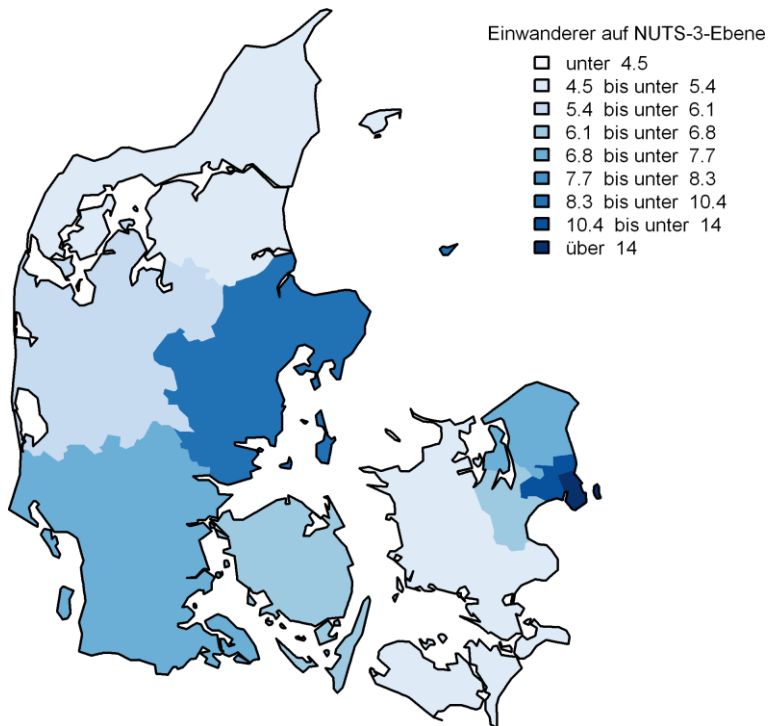 Einwanderer auf NUTS-3-Ebene
unter 4.5
4.5 bis unter 5.4
5.4 bis unter 6.1
6.1 bis unter 6.8
6.8 bis unter 7.7
7.7 bis unter 8.3
8.3 bis unter 10.4
10.4 bis unter 14
über 14